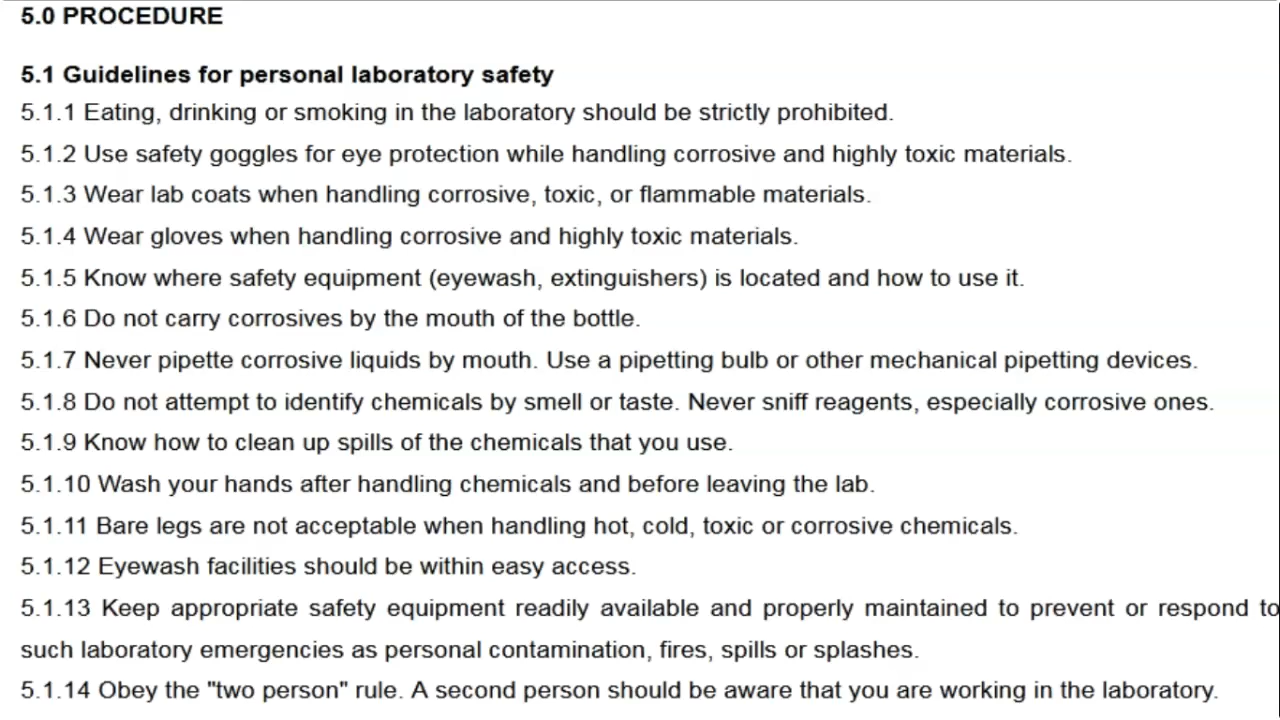 5.0 PROCEDURE
5.1 Guidelines for personal laboratory safety
5.1.1 Eating, drinking or smoking in the laboratory should be strictly prohibited.
5.1.2 Use safety goggles for eye protection while handling corrosive and highly toxic materials.
5.1.3 Wear lab coats when handling corrosive, toxic, or flammable materials.
5.1.4 Wear gloves when handling corrosive and highly toxic materials.
5.1.5 Know where safety equipment (eyewash, extinguishers) is located and how to use it.
5.1.6 Do not carry corrosives by the mouth of the bottle.
5.1.7 Never pipette corrosive liquids by mouth. Use a pipetting bulb or other mechanical pipetting devices.
5.1.8 Do not attempt to identify chemicals by smell or taste. Never sniff reagents, especially corrosive ones.
5.1.9 Know how to clean up spills of the chemicals that you use.
5.1.10 Wash your hands after handling chemicals and before leaving the lab.
5.1.11 Bare legs are not acceptable when handling hot, cold, toxic or corrosive chemicals.
5.1.12 Eyewash facilities should be within easy access.
5.1.13 Keep appropriate safety equipment readily available and properly maintained to prevent or respond to
such laboratory emergencies as personal contamination, fires, spills or splashes.
5.1.14 Obey the "two person" rule. A second person should be aware that you are working in the laboratory.